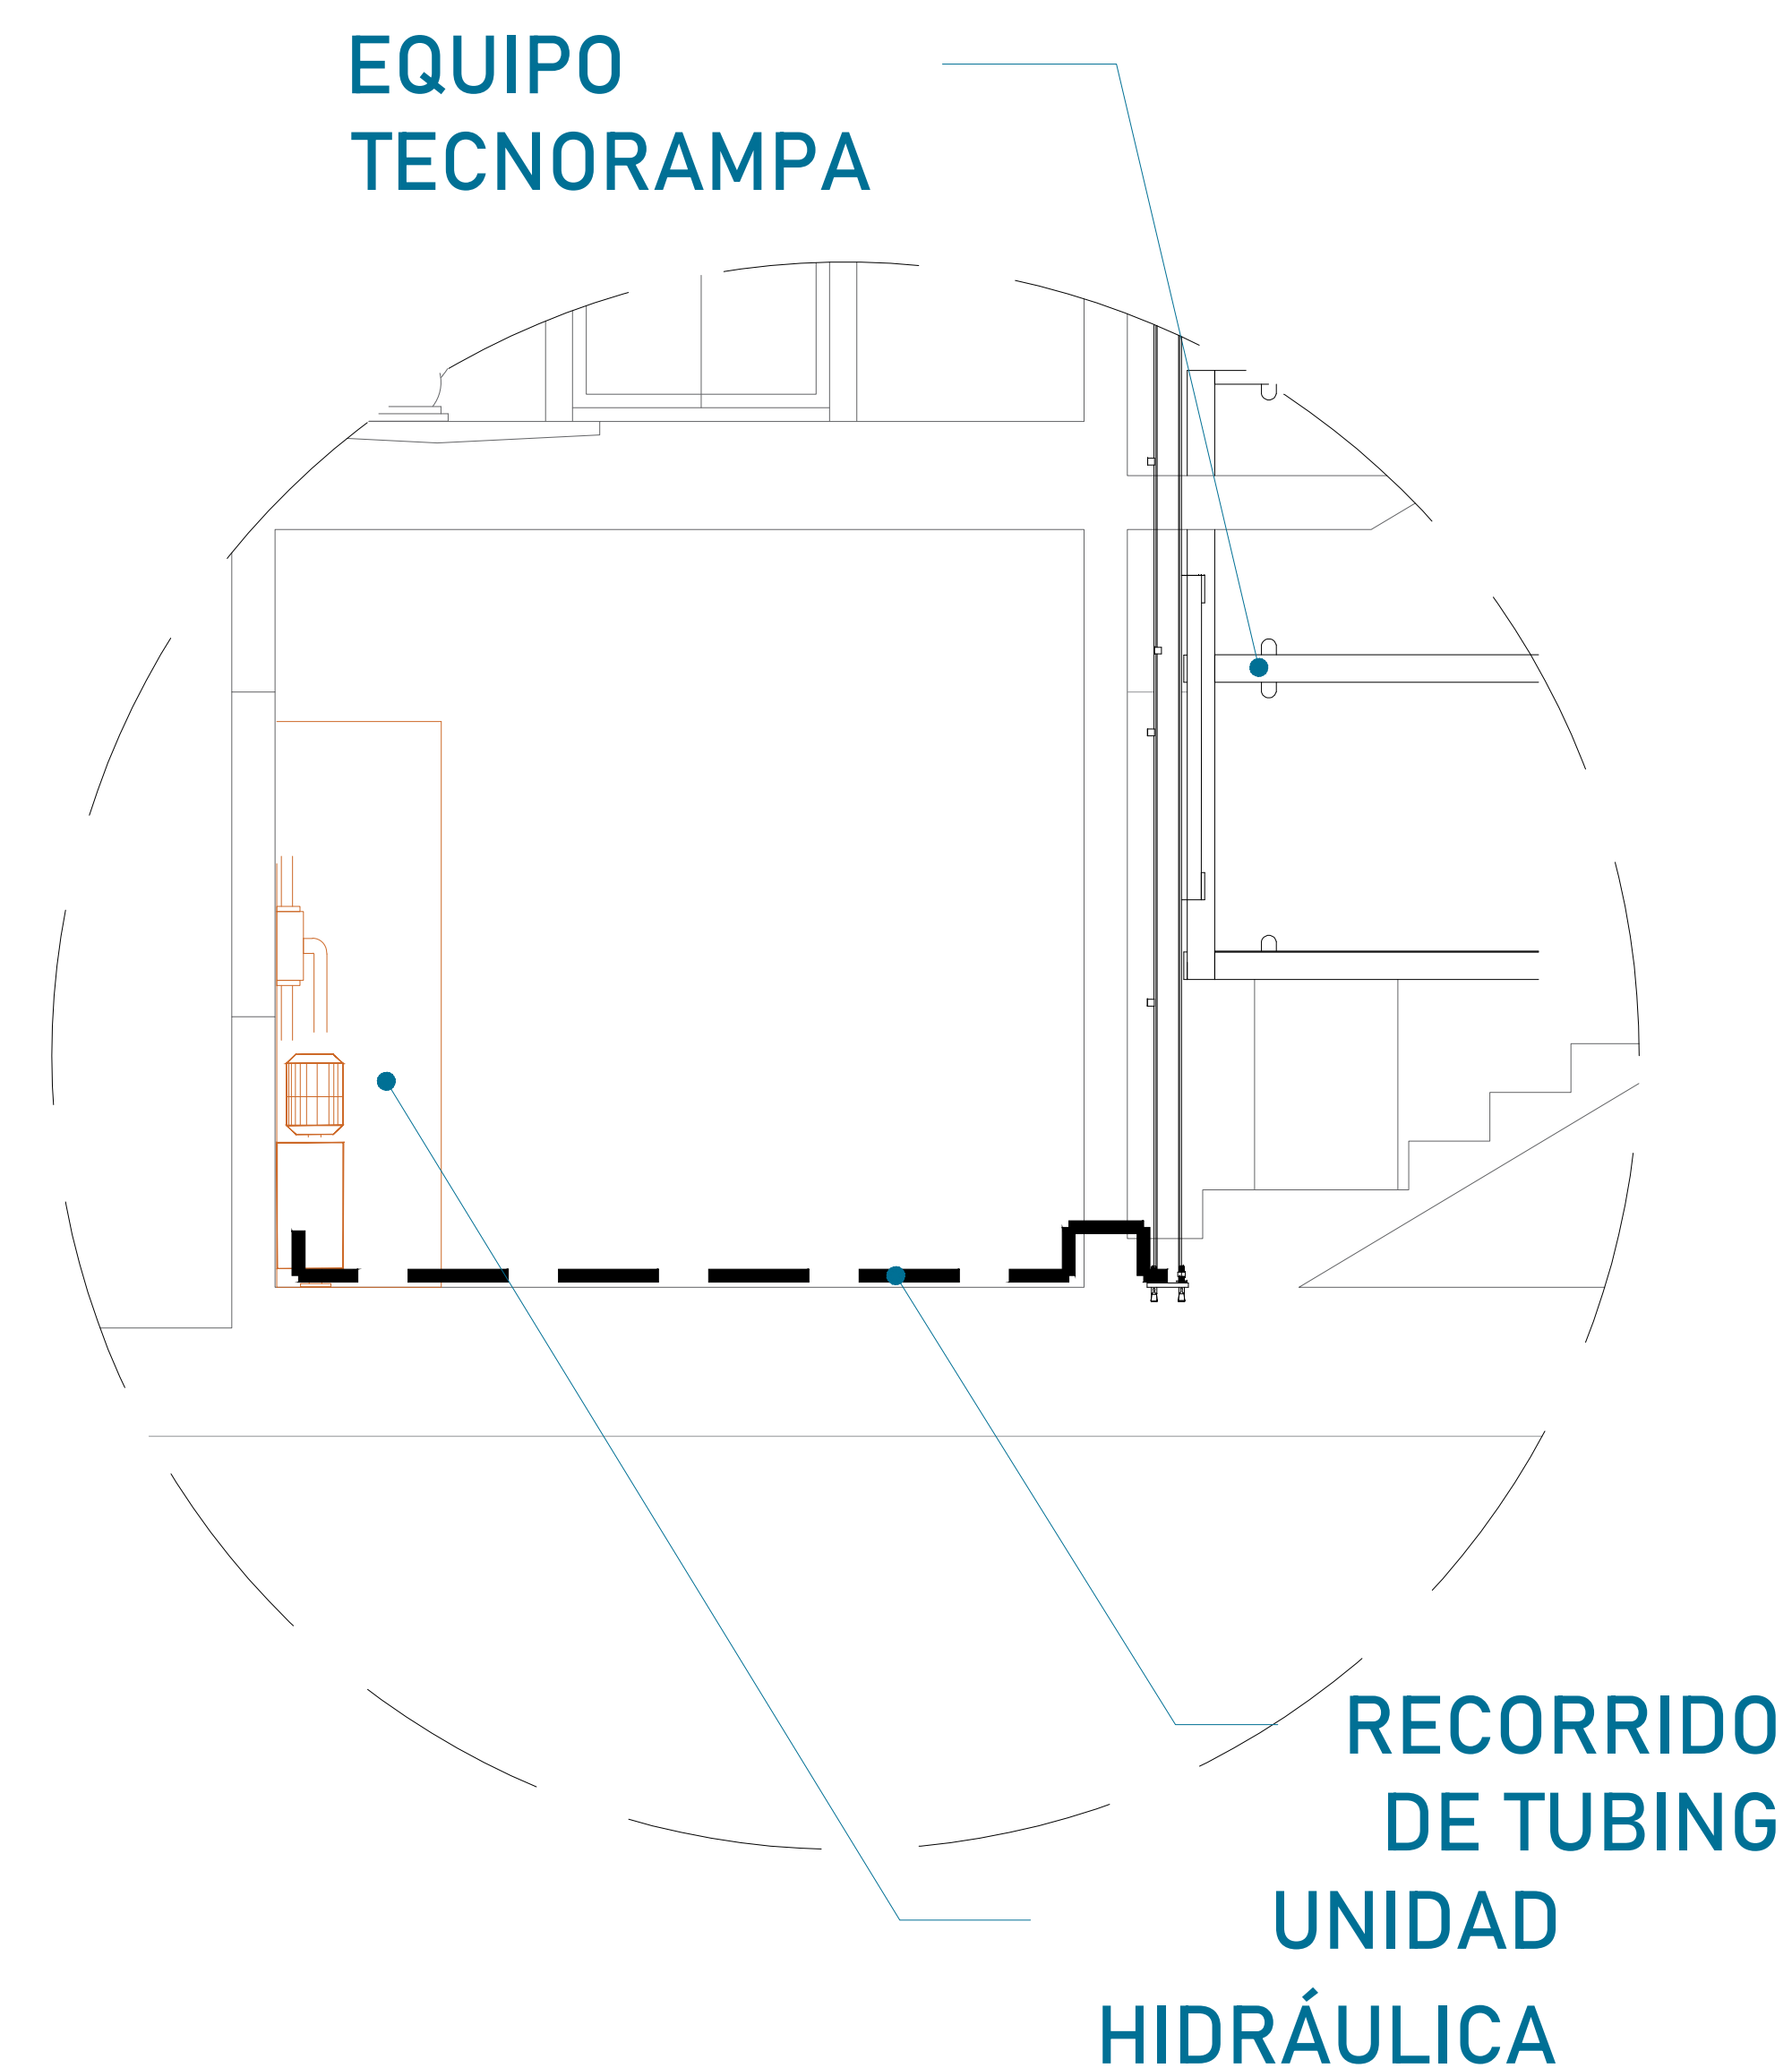 EQUIPO
TECNORAMPA
RECORRIDO
DE TUBING
UNIDAD
HIDRÁULICA